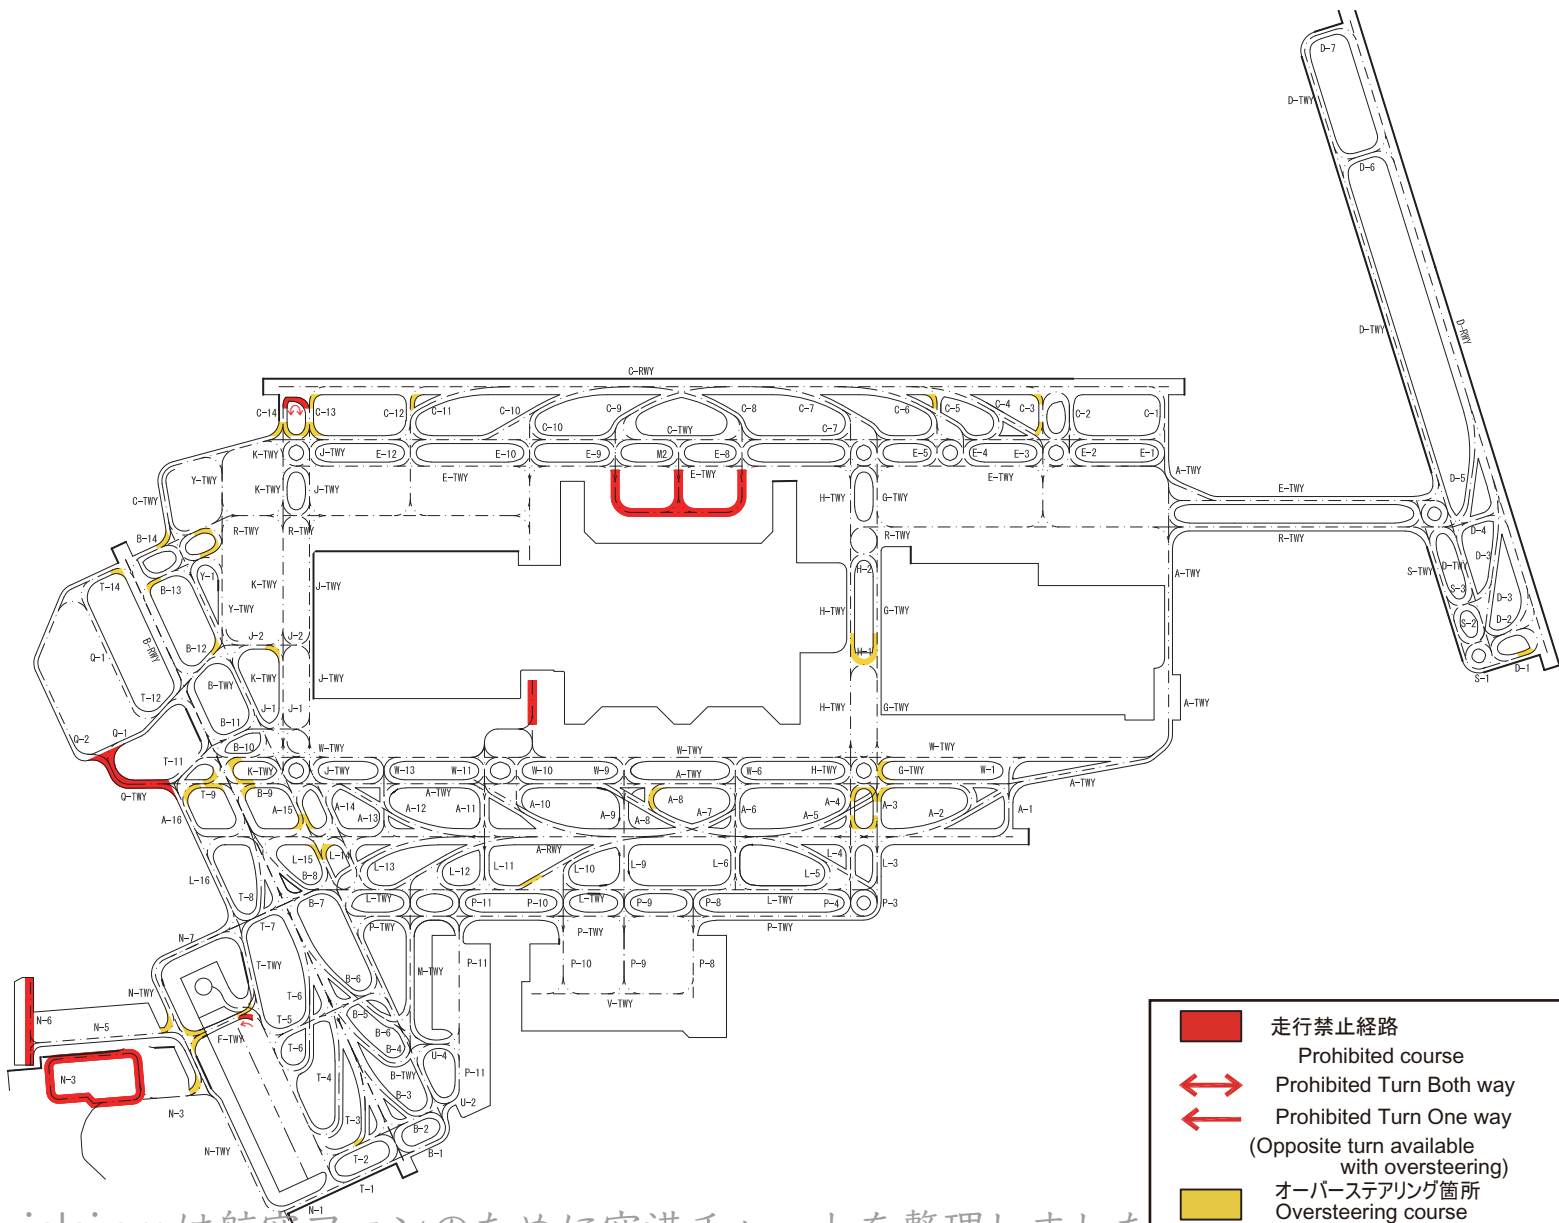 D-7
D-TWY
D-6
D-TWY
D-RWY
C-RWY
C-14
C-13
C-12
C-11
C-10
C-9
C-8
C-7
C-6
C-5
C-4
C-3
C-2
C-1
C-10
C-TWY
C-7
K-TWY
J-TWY
E-12
E-10
E-9
M2
E-8
E-5
E-4
E-3
E-2
E-1
Y-TWY
K-TWY
J-TWY
E-TWY
E-TWY
H-TWY
G-TWY
E-TWY
A-TWY
E-TWY
D-5
C-TWY
R-TWY
R-TWY
R-TWY
R-TWY
D-4
B-14
Y-1
K-TWY
J-TWY
H-2
H-TWY
G-TWY
A-TWY
S-TWY
D-TWY
D-3
S-3
D-3
T-14
B-13
Y-TWY
J-2
J-2
H-1
S-2
D-2
Q-1
B-RWY
B-12
B-TWY
K-TWY
J-TWY
S-1
D-1
T-12
B-11
J-1
J-1
H-TWY
G-TWY
A-TWY
Q-2
Q-1
B-10
W-TWY
W-TWY
W-TWY
T-11
K-TWY
J-TWY
W-13
W-11
W-10
W-9
A-TWY
W-6
H-TWY
G-TWY
W-1
A-TWY
Q-TWY
T-9
B-9
A-TWY
A-16
A-15
A-14
A-13
A-12
A-11
A-10
A-9
A-8
A-8
A-7
A-6
A-5
A-4
A-3
A-2
A-1
A-RWY
L-16
L-15
L-14
L-13
L-12
L-11
L-10
L-9
L-6
L-5
L-4
L-3
B-8
T-8
B-7
L-TWY
P-11
P-10
L-TWY
P-9
P-8
L-TWY
P-4
P-3
N-7
T-7
P-TWY
P-TWY
P-TWY
T-TWY
B-6
M-TWY
P-11
P-10
P-9
P-8
N-TWY
T-6
V-TWY
N-6
N-5
T-5
B-5
B-6
F-TWY
T-6
B-4
U-4
N-3
T-4
B-TWY
P-11
B-3
N-3
T-3
U-2
B-2
N-TWY
T-2
B-1
T-1
N-1
走行禁止経路
Prohibited course
Prohibited Turn Both way
Prohibited Turn One way
(Opposite turn available
with oversteering)
オーバーステアリング箇所
Oversteering course